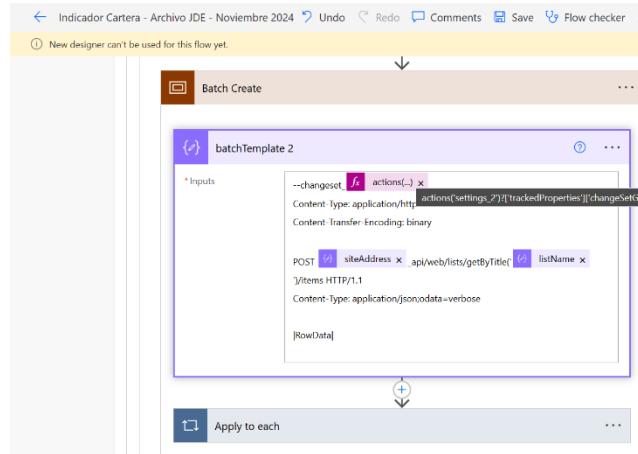 Indicador Cartera - Archivo JDE - Noviembre 2024 Undo Redo Comments Save Flow checker
New designer can't be used for this flow yet.
Batch Create
batchTemplate 2
* Inputs
--changeset_ fx actions(...) x
actions('settings_2')?['trackedProperties']['changeSetG
Content-Type: application/http
Content-Transfer-Encoding: binary
POST siteAddress x _api/web/lists/getByTitle(' listName x
')/items HTTP/1.1
Content-Type: application/json;odata=verbose
|RowData|
Apply to each